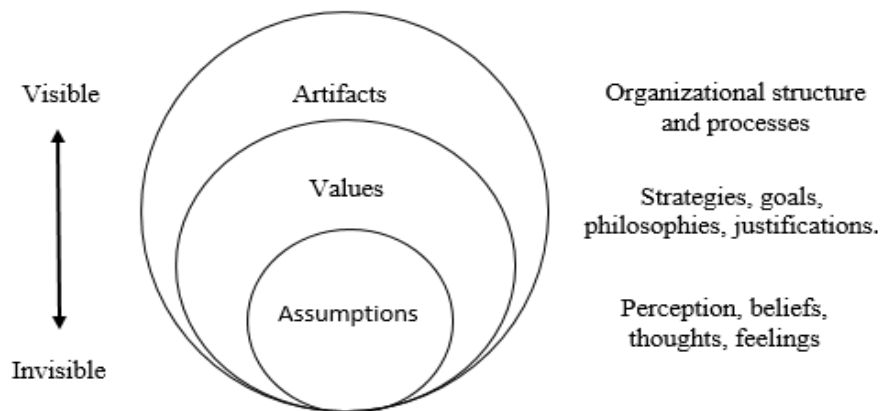 Visible
Artifacts
Organizational structure
and processes
Values
Strategies, goals,
philosophies, justifications.
Assumptions
Perception, beliefs,
thoughts, feelings
Invisible